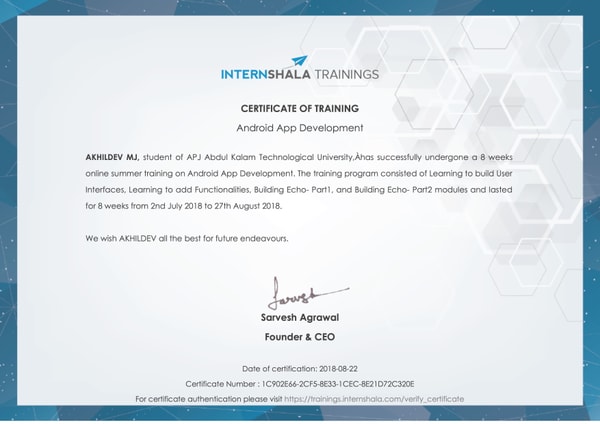 INTERNSHALA TRAININGS
CERTIFICATE OF TRAINING
Android App Development
AKHILDEV MJ, student of APJ Abdul Kalam Technological University,Âhas successfully undergone a 8 weeks
online summer training on Android App Development. The training program consisted of Learning to build User
Interfaces, Learning to add Functionalities, Building Echo- Part1, and Building Echo- Part2 modules and lasted
for 8 weeks from 2nd July 2018 to 27th August 2018.
We wish AKHILDEV all the best for future endeavours.
Sarvesh
Sarvesh Agrawal
Founder & CEO
Date of certification: 2018-08-22
Certificate Number : 1C902E66-2CF5-8E33-1CEC-8E21D72C320E
For certificate authentication please visit https://trainings.internshala.com/verify_certificate